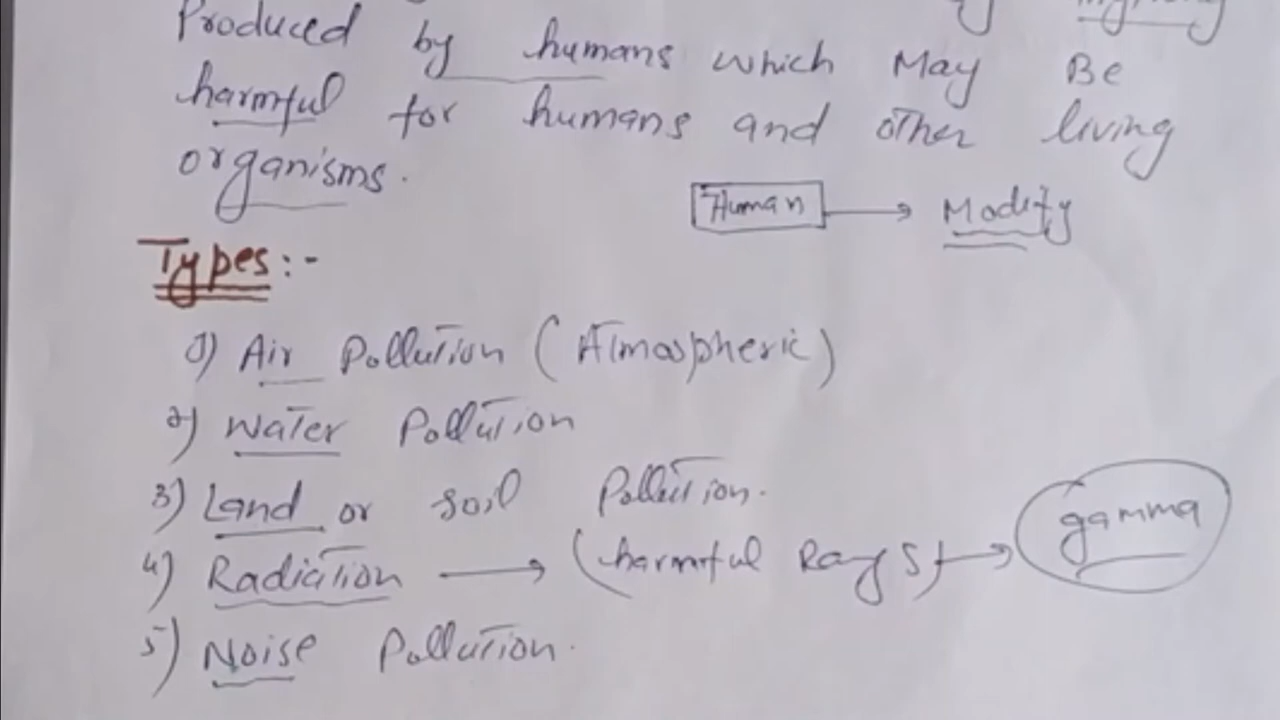 Produced by humans which May Be
harmful for humans and other living
organisms.
Human → Modify
Types:-
1) Air Pollution (Atmospheric)
2) Water Pollution
3) Land or soil Pollution.
4) Radiation → (harmful Rays) → gamma
5) Noise Pollution.